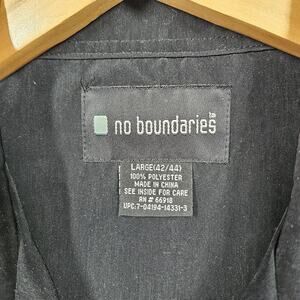 no boundaries
LARGE(42/44)
100% POLYESTER
MADE IN CHINA
SEE INSIDE FOR CARE
RN # 66918
UPC:7-04194-14331-3